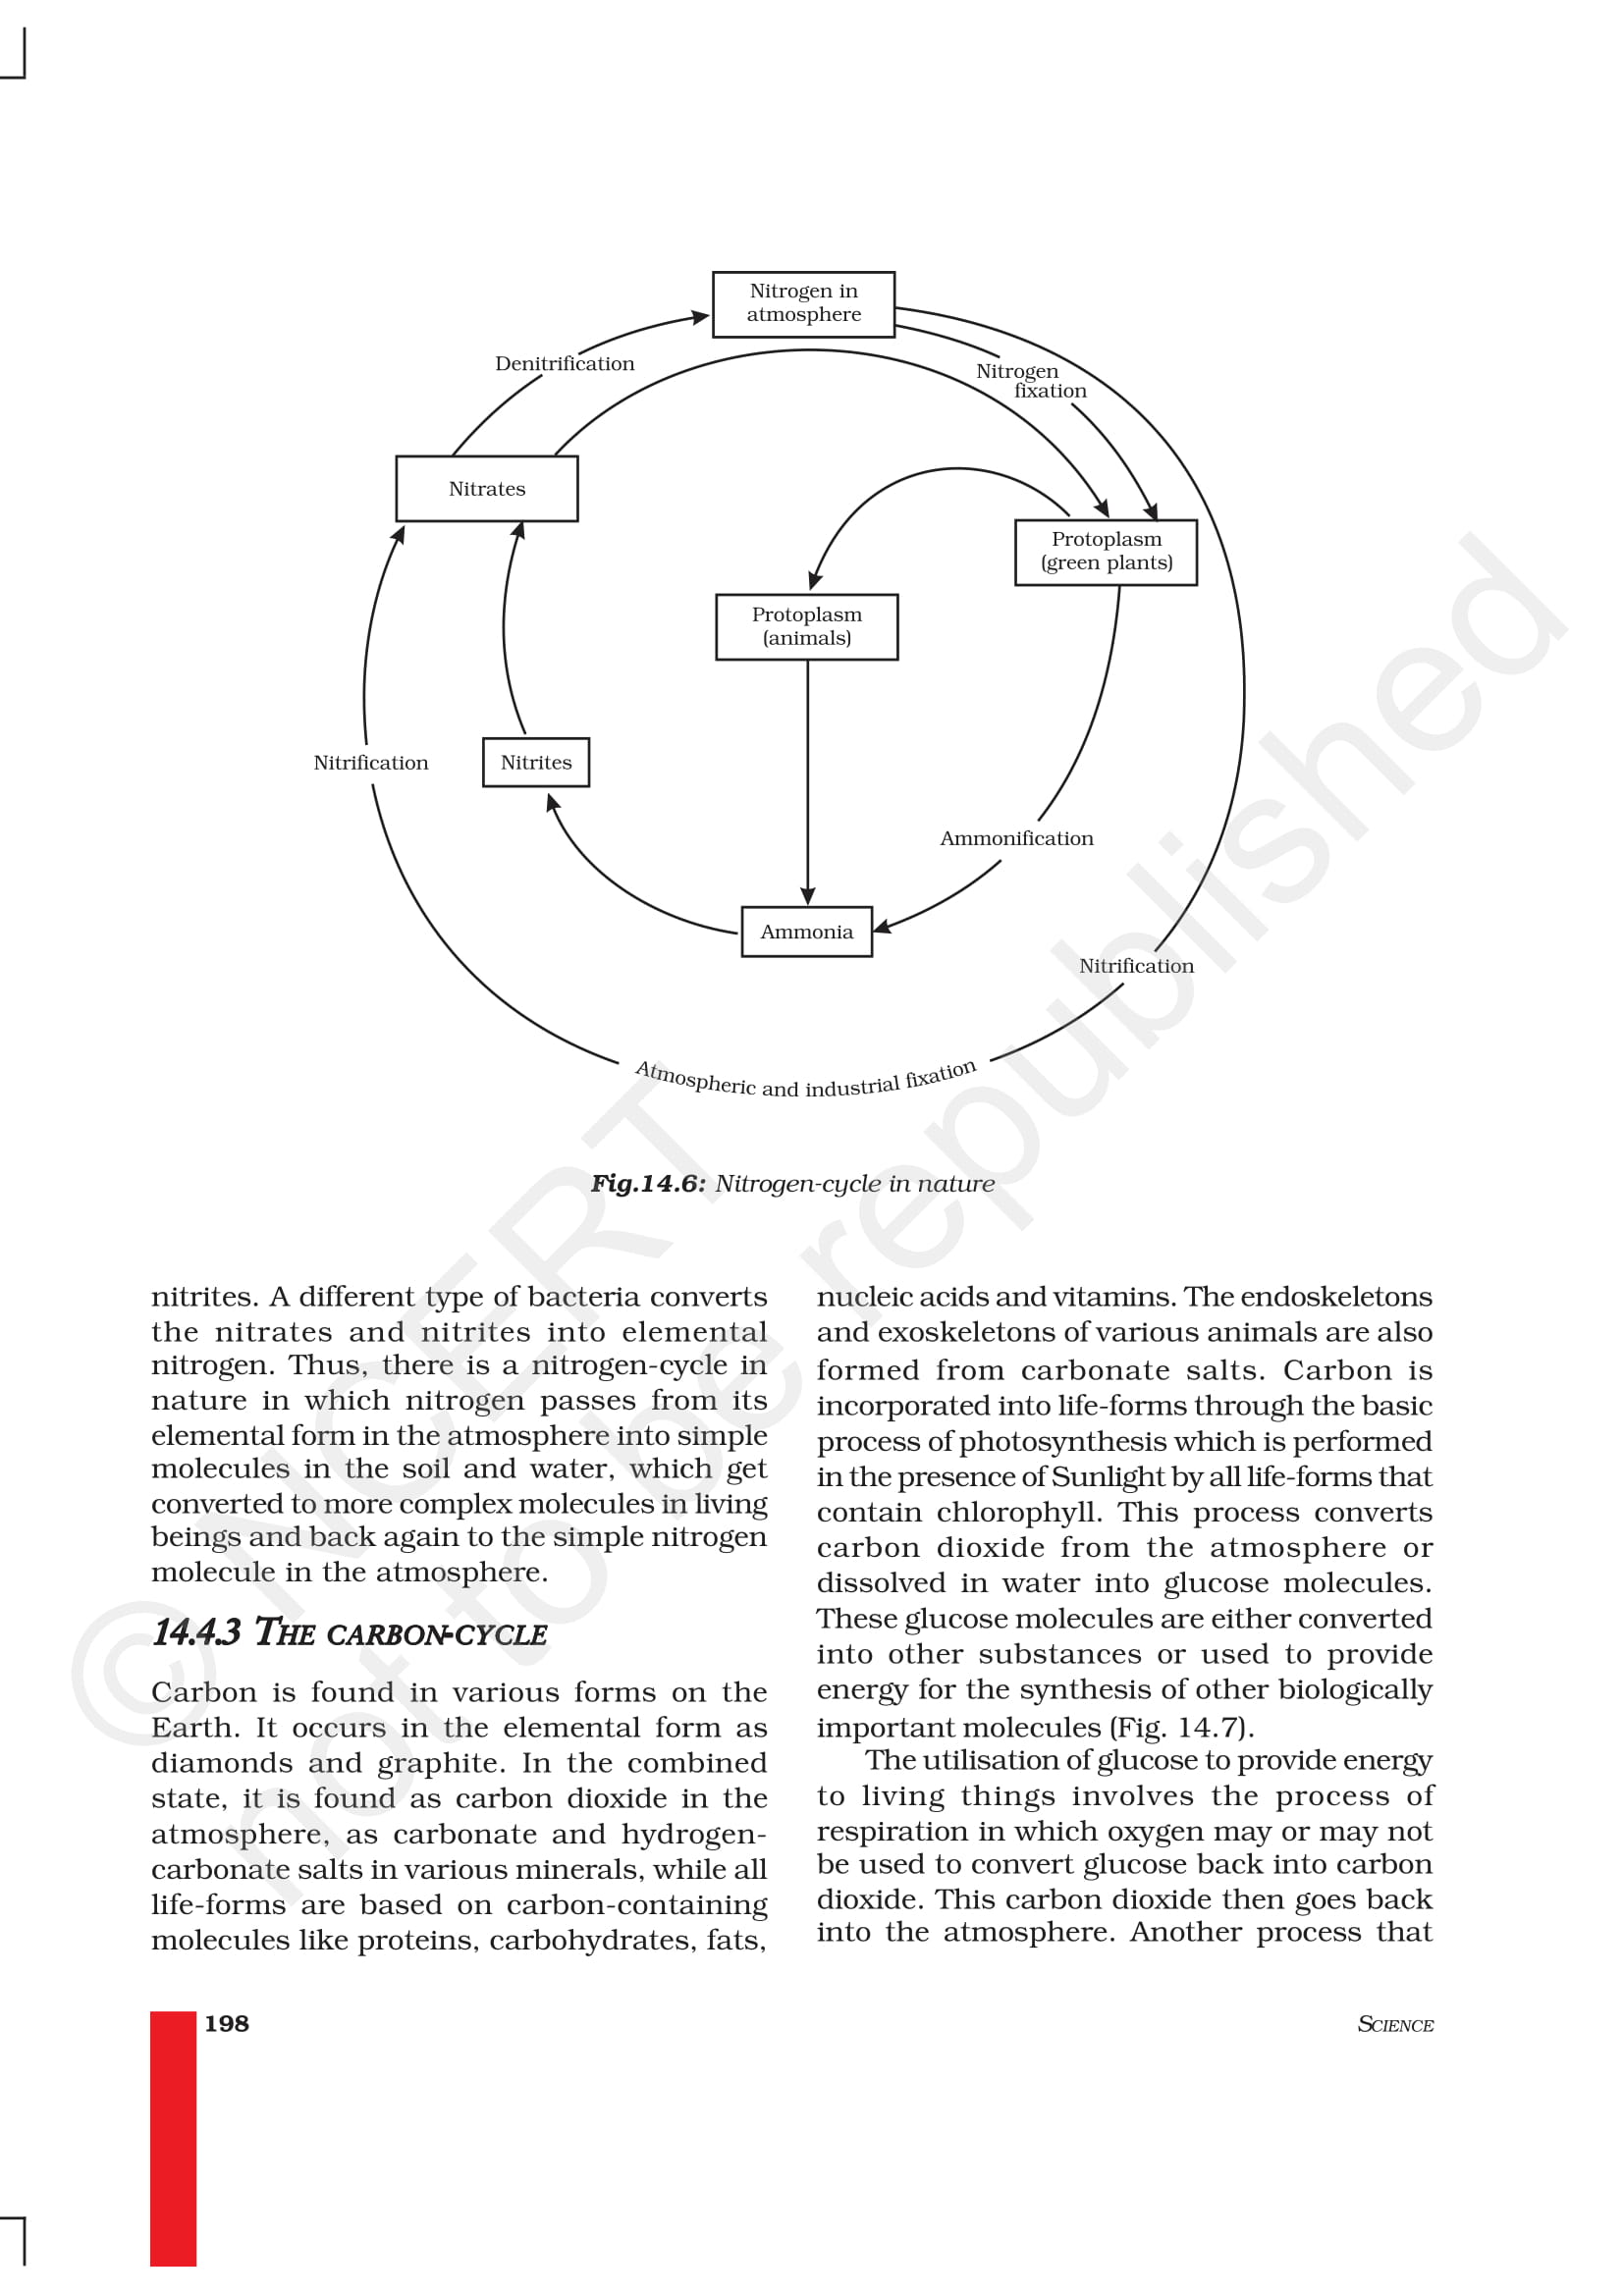 Nitrogen in
atmosphere
Denitrification
Nitrogen
fixation
Nitrates
Protoplasm
(green plants)
Protoplasm
(animals)
Nitrification
Nitrites
Ammonification
Ammonia
Nitrification
Atmospheric and industrial fixation
Fig.14.6: Nitrogen-cycle in nature
nitrites. A different type of bacteria converts
the nitrates and nitrites into elemental
nitrogen. Thus, there is a nitrogen-cycle in
nature in which nitrogen passes from its
elemental form in the atmosphere into simple
molecules in the soil and water, which get
converted to more complex molecules in living
beings and back again to the simple nitrogen
molecule in the atmosphere.
14.4.3 THE CARBON-CYCLE
Carbon is found in various forms on the
Earth. It occurs in the elemental form as
diamonds and graphite. In the combined
state, it is found as carbon dioxide in the
atmosphere, as carbonate and hydrogen-
carbonate salts in various minerals, while all
life-forms are based on carbon-containing
molecules like proteins, carbohydrates, fats,
nucleic acids and vitamins. The endoskeletons
and exoskeletons of various animals are also
formed from carbonate salts. Carbon is
incorporated into life-forms through the basic
process of photosynthesis which is performed
in the presence of Sunlight by all life-forms that
contain chlorophyll. This process converts
carbon dioxide from the atmosphere or
dissolved in water into glucose molecules.
These glucose molecules are either converted
into other substances or used to provide
energy for the synthesis of other biologically
important molecules (Fig. 14.7).
The utilisation of glucose to provide energy
to living things involves the process of
respiration in which oxygen may or may not
be used to convert glucose back into carbon
dioxide. This carbon dioxide then goes back
into the atmosphere. Another process that
198
SCIENCE
© NCERT
not to be republished